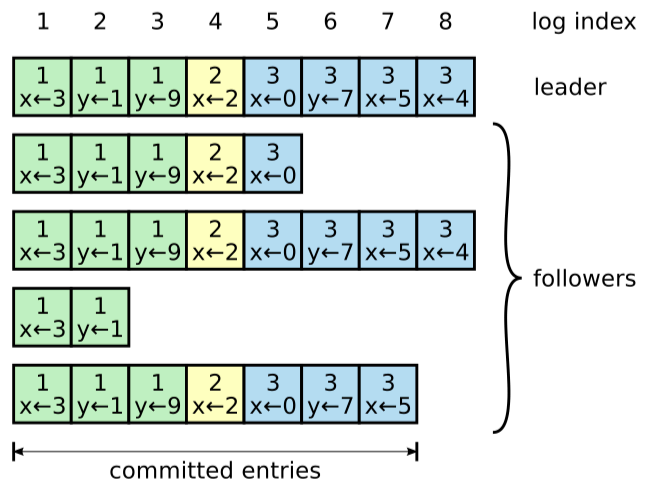 1 2 3 4 5 6 7 8 log index
1 1 1 2 3 3 3 3
x←3 y←1 y←9 x←2 x←0 y←7 x←5 x←4
leader
1 1 1 2 3
x←3 y←1 y←9 x←2 x←0
1 1 1 2 3 3 3 3
x←3 y←1 y←9 x←2 x←0 y←7 x←5 x←4
followers
1 1
x←3 y←1
1 1 1 2 3 3 3
x←3 y←1 y←9 x←2 x←0 y←7 x←5
committed entries